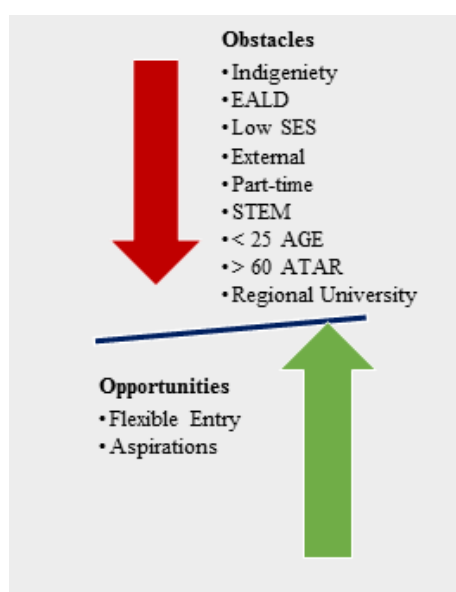 Obstacles
•Indigeniety
•EALD
•Low SES
•External
•Part-time
•STEM
•< 25 AGE
•> 60 ATAR
•Regional University
Opportunities
•Flexible Entry
•Aspirations